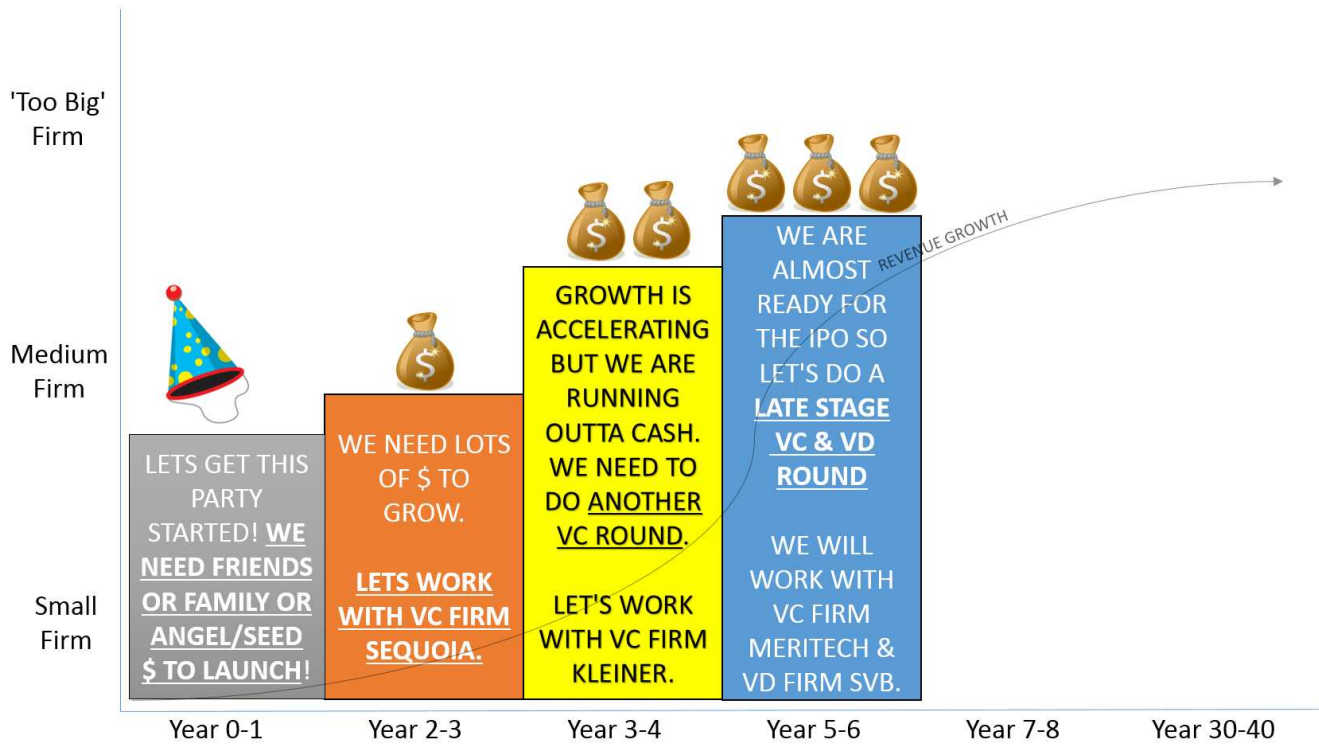 'Too Big'
Firm
Medium
Firm
Small
Firm
LETS GET THIS
PARTY
STARTED! WE
NEED FRIENDS
OR FAMILY OR
ANGEL/SEED
$ TO LAUNCH!
$
WE NEED LOTS
OF $ TO
GROW.
LETS WORK
WITH VC FIRM
SEQUOIA.
$ $
GROWTH IS
ACCELERATING
BUT WE ARE
RUNNING
OUTTA CASH.
WE NEED TO
DO ANOTHER
VC ROUND.
LET'S WORK
WITH VC FIRM
KLEINER.
$ $ $
WE ARE
ALMOST
READY FOR
THE IPO SO
LET'S DO A
LATE STAGE
VC & VD
ROUND
WE WILL
WORK WITH
VC FIRM
MERITECH &
VD FIRM SVB.
REVENUE GROWTH
Year 0-1 Year 2-3 Year 3-4 Year 5-6 Year 7-8 Year 30-40